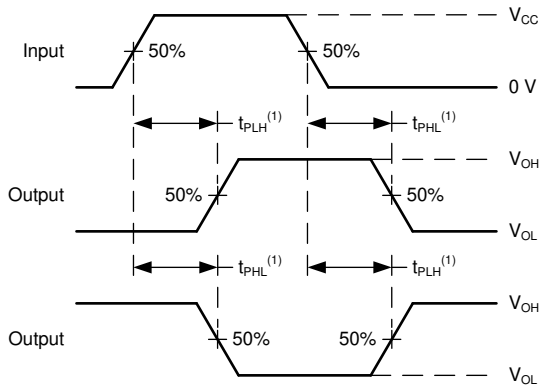 V_CC
Input 50% 50%
0 V
t_PLH^(1) t_PHL^(1)
V_OH
Output 50% 50%
V_OL
t_PHL^(1) t_PLH^(1)
V_OH
Output 50% 50%
V_OL